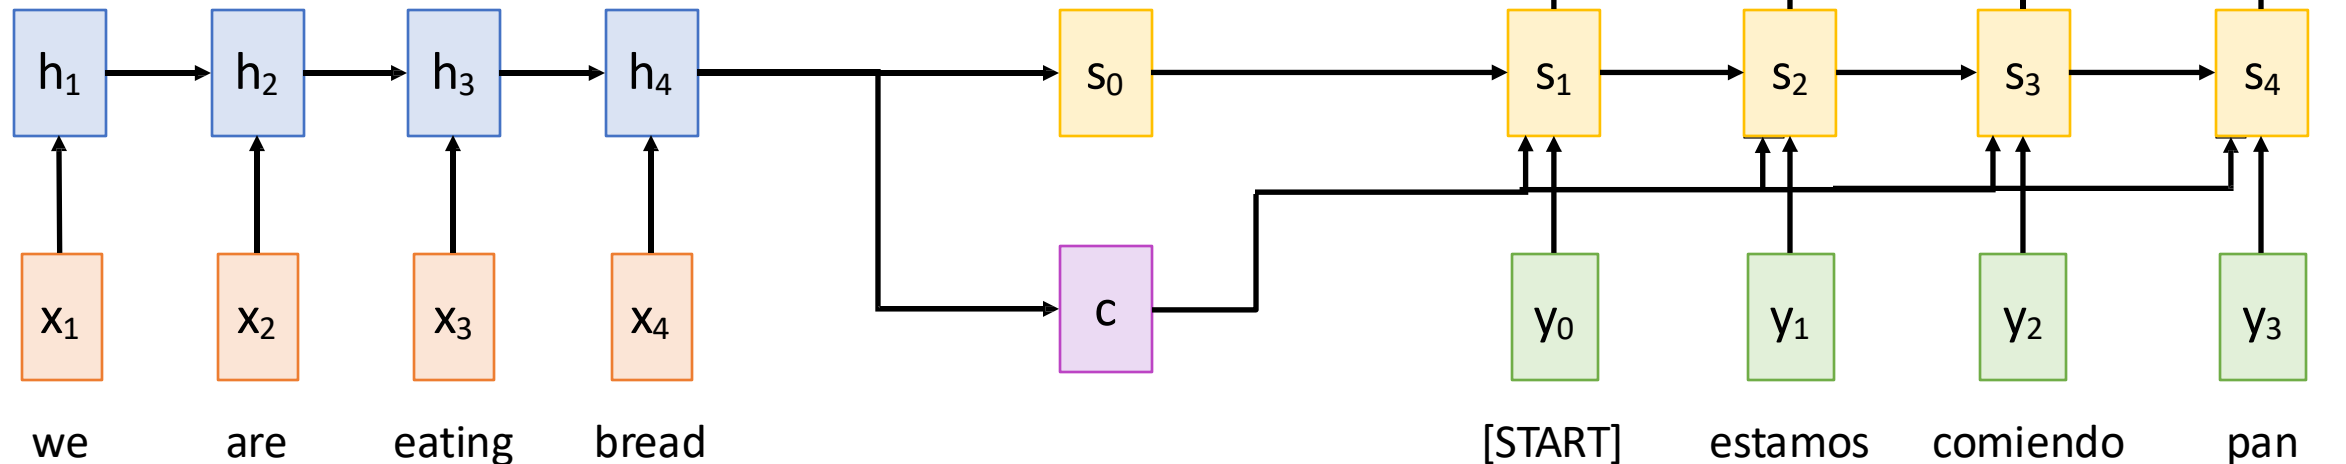 h₁ h₂ h₃ h₄ s₀ s₁ s₂ s₃ s₄
x₁ x₂ x₃ x₄ c y₀ y₁ y₂ y₃
we are eating bread [START] estamos comiendo pan